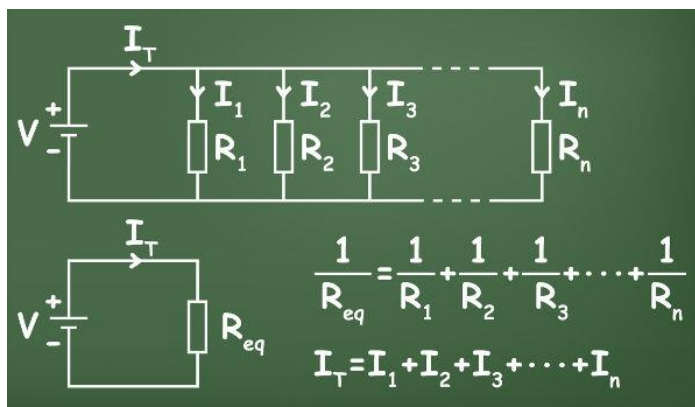 I_T
I_1 I_2 I_3 I_n
+
V
-
R_1 R_2 R_3 R_n
I_T
+
V
-
R_eq
1/R_eq = 1/R_1 + 1/R_2 + 1/R_3 + ··· + 1/R_n
I_T = I_1 + I_2 + I_3 + ···· + I_n